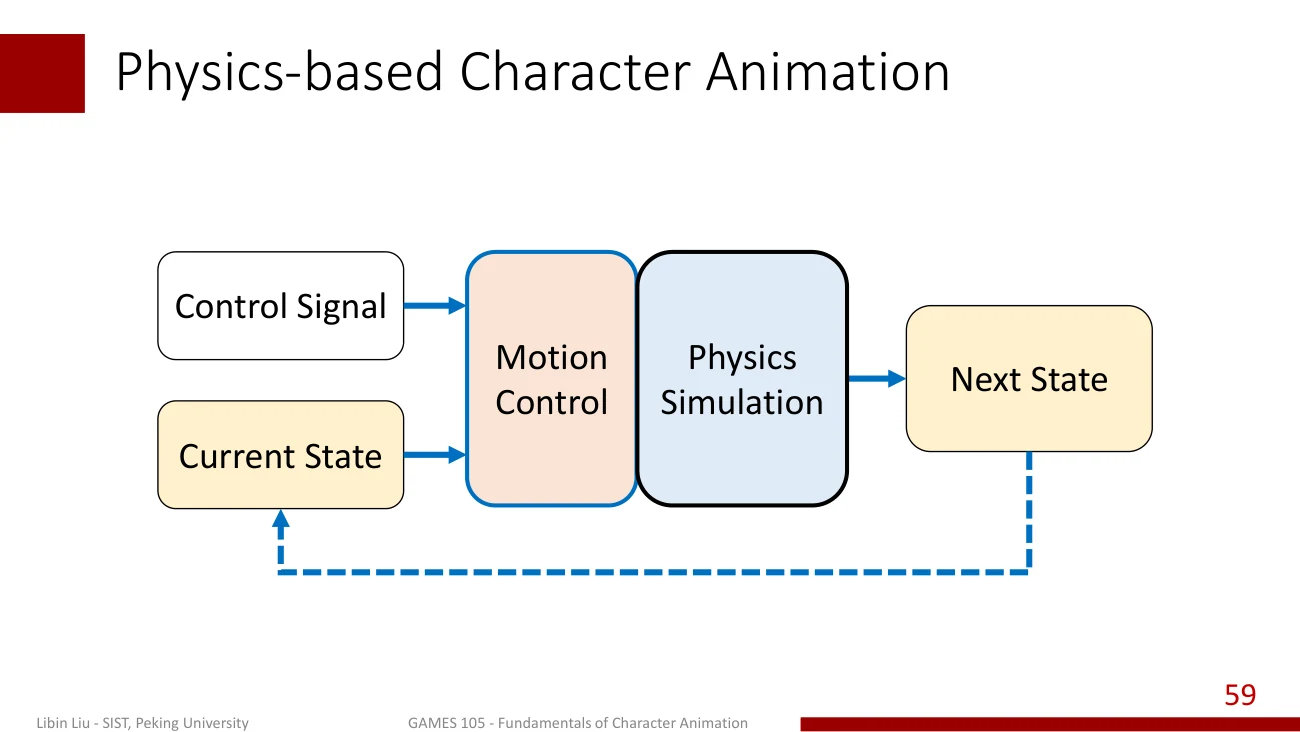 Physics-based Character Animation
Control Signal
Current State
Motion
Control
Physics
Simulation
Next State
59
Libin Liu - SIST, Peking University
GAMES 105 - Fundamentals of Character Animation